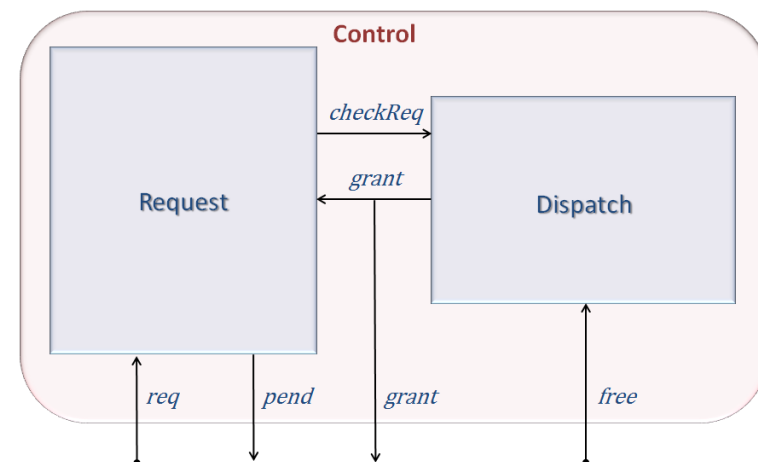 Control
checkReq
grant
Request
Dispatch
req
pend
grant
free